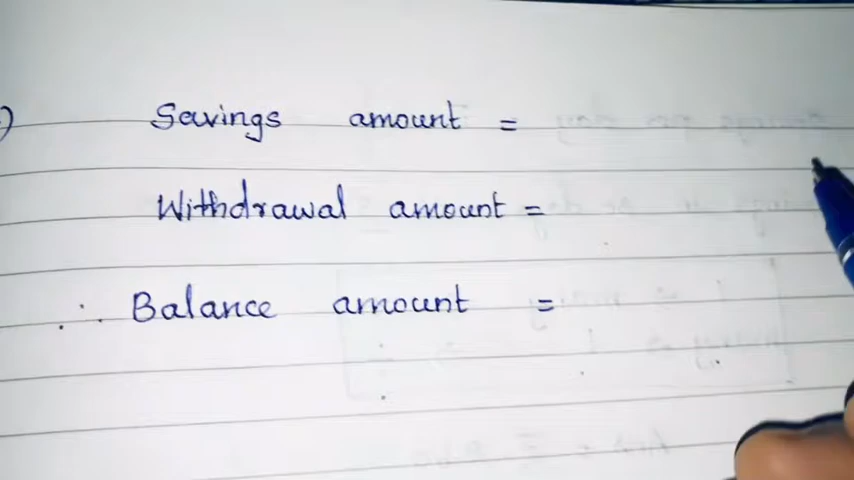 ) Savings amount =
Withdrawal amount =
∴ Balance amount =